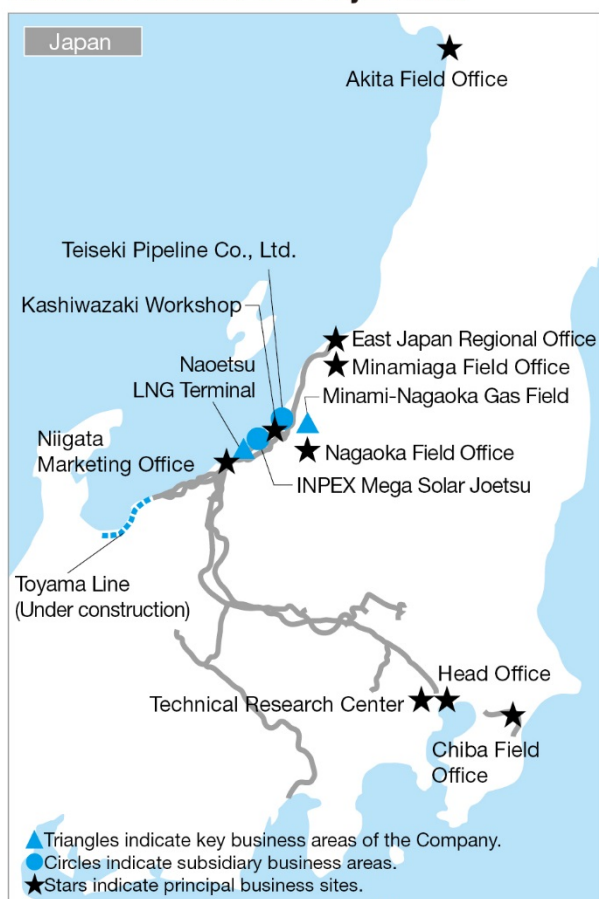 Japan
Akita Field Office
Teiseki Pipeline Co., Ltd.
Kashiwazaki Workshop
East Japan Regional Office
Naoetsu
LNG Terminal
Minamiaga Field Office
Minami-Nagaoka Gas Field
Niigata
Marketing Office
Nagaoka Field Office
INPEX Mega Solar Joetsu
Toyama Line
(Under construction)
Head Office
Technical Research Center
Chiba Field
Office
Triangles indicate key business areas of the Company.
Circles indicate subsidiary business areas.
Stars indicate principal business sites.